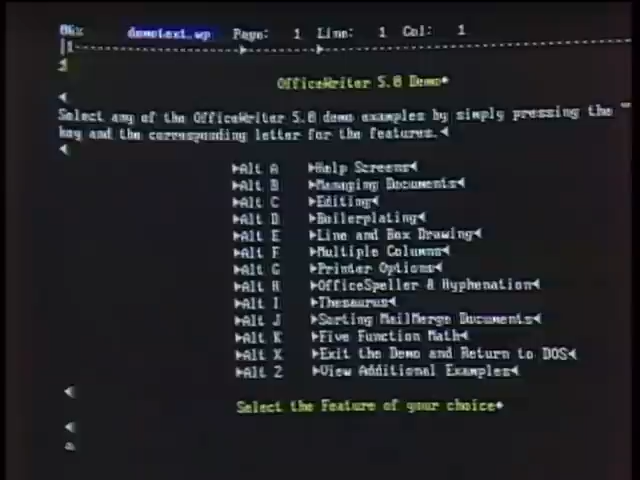 demotext.wp Page: 1 Line: 1 Col: 1
OfficeWriter 5.0 Demo
Select any of the OfficeWriter 5.0 demo examples by simply pressing the
key and the corresponding letter for the features.
Alt A Help Screens
Alt B Managing Documents
Alt C Editing
Alt D Boilerplating
Alt E Line and Box Drawing
Alt F Multiple Columns
Alt G Printer Options
Alt H OfficeSpeller & Hyphenation
Alt I Thesaurus
Alt J Sorting MailMerge Documents
Alt K Five Function Math
Alt X Exit the Demo and Return to DOS
Alt Z View Additional Examples
Select the Feature of your choice